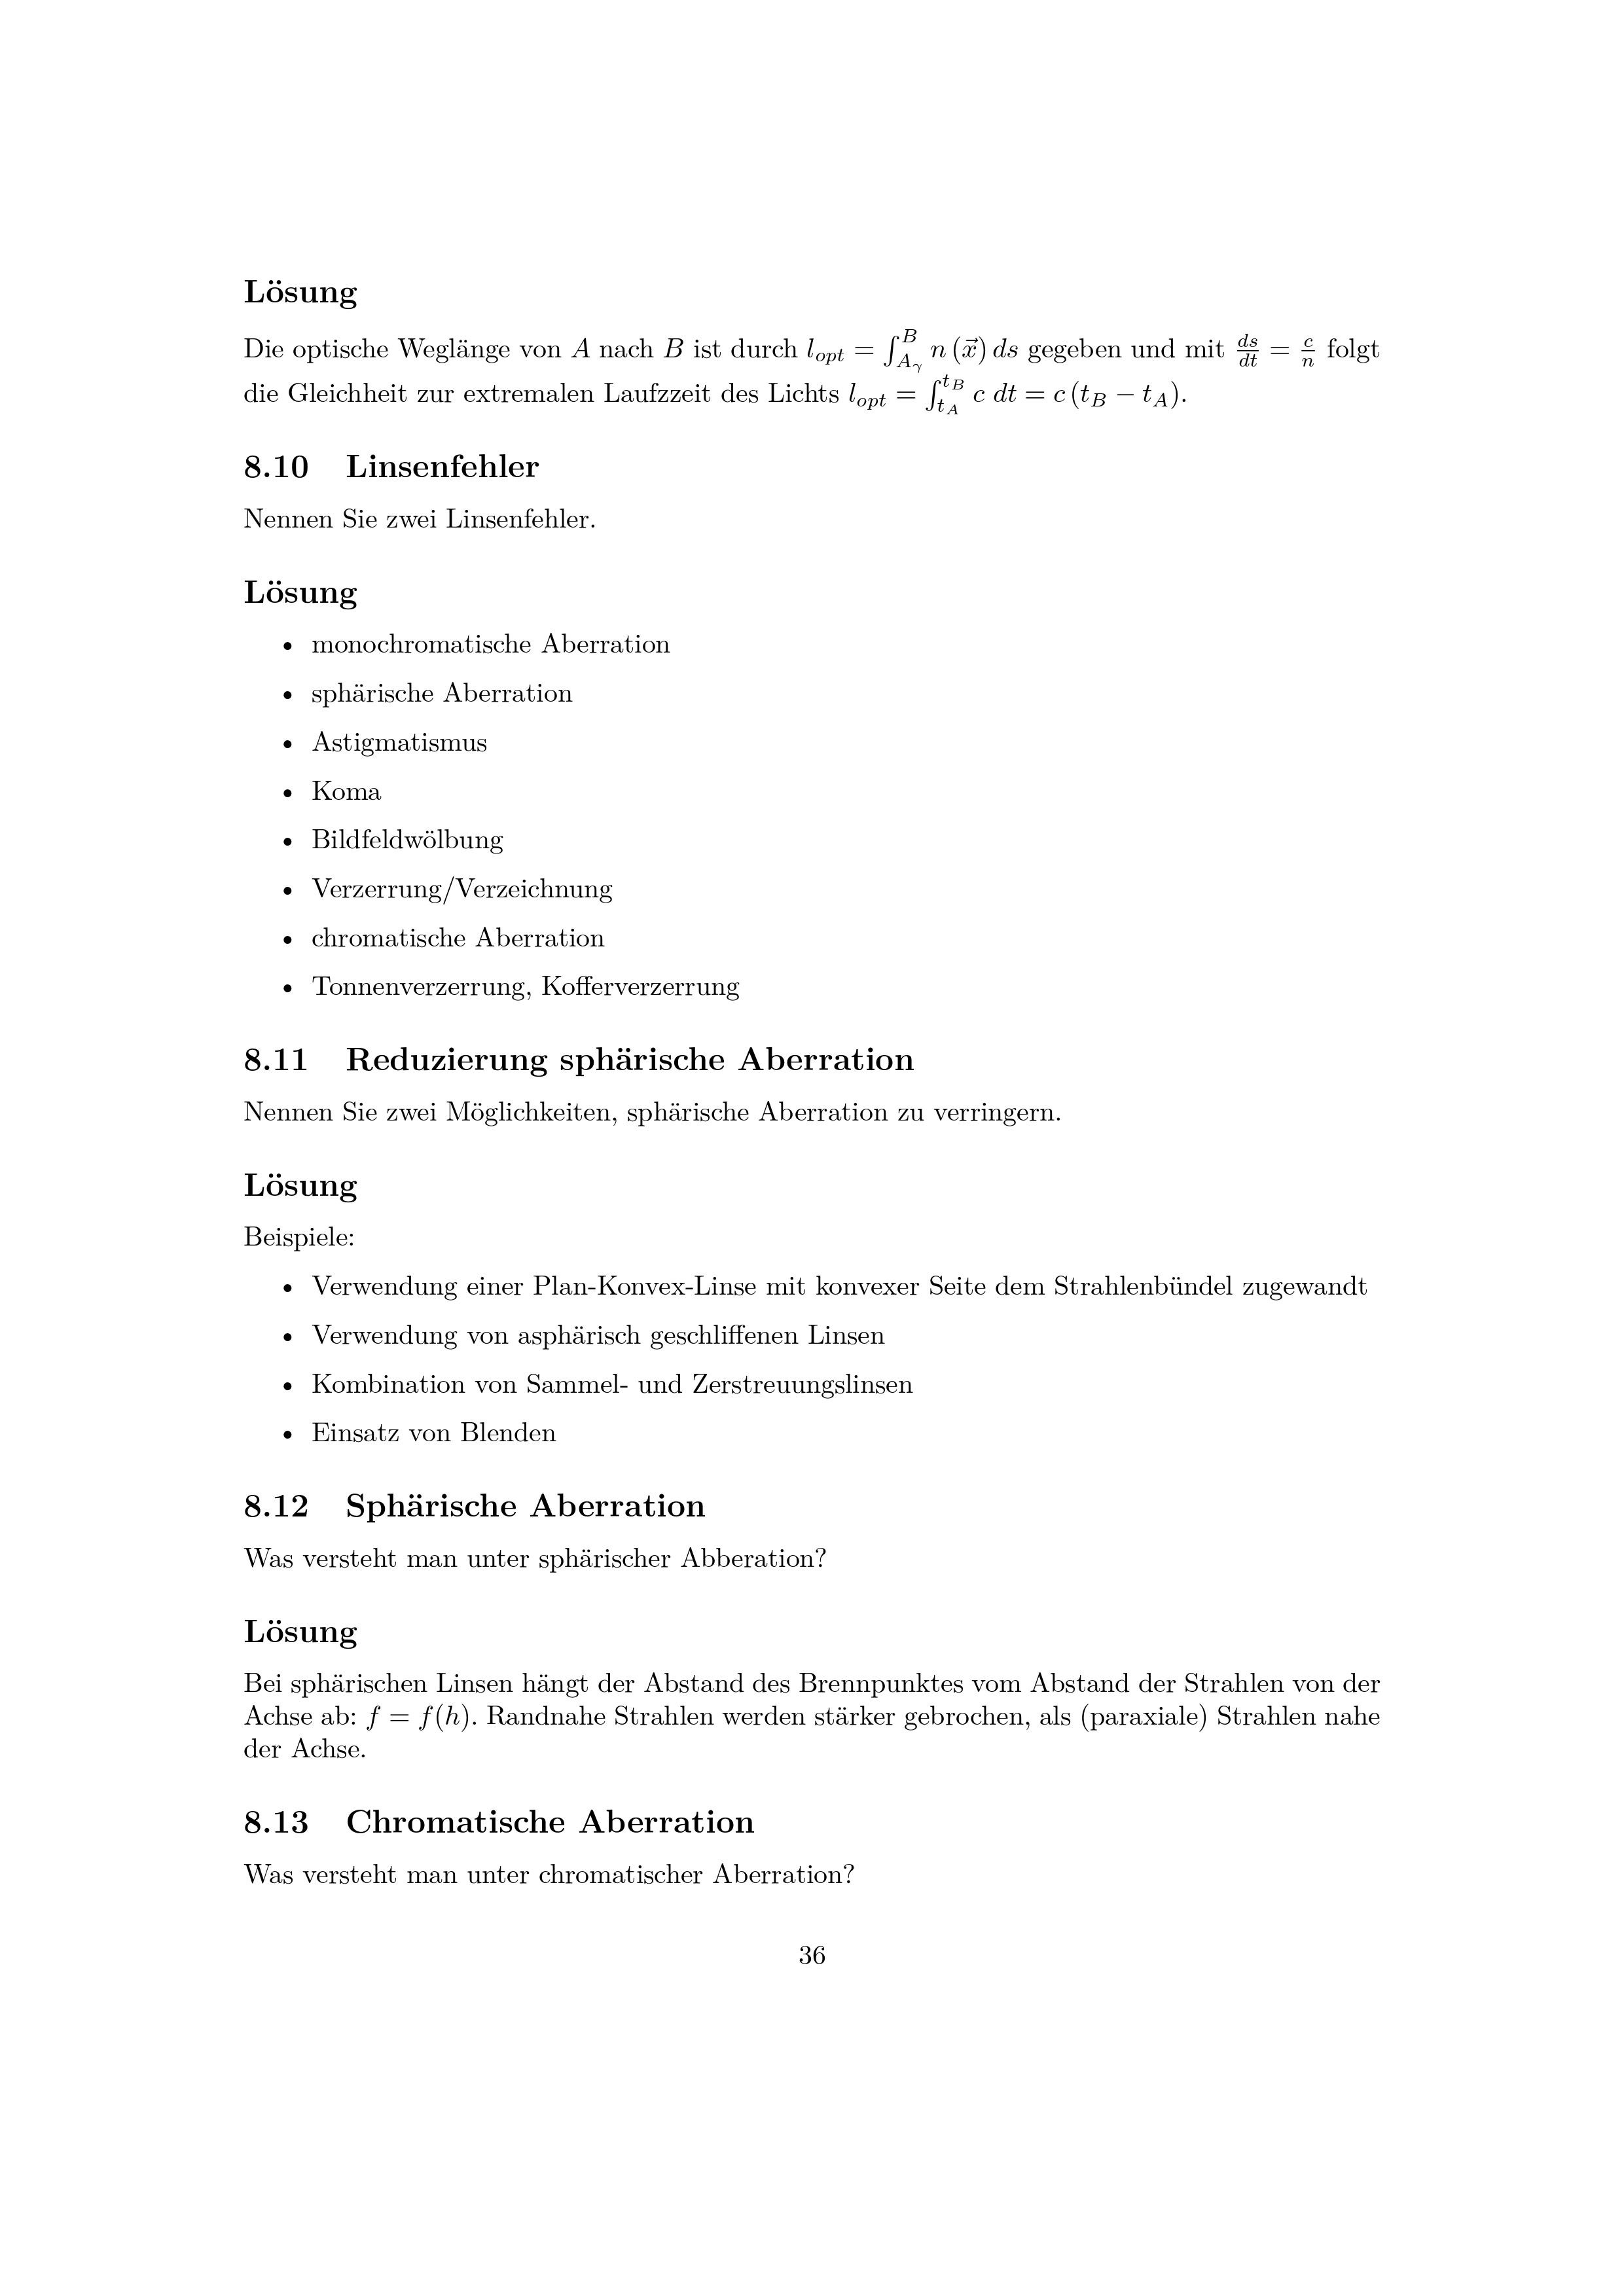 Lösung
Die optische Weglänge von A nach B ist durch l_{opt} = \int_{A_\gamma}^{B} n(\vec{x}) ds gegeben und mit \frac{ds}{dt} = \frac{c}{n} folgt
die Gleichheit zur extremalen Laufzzeit des Lichts l_{opt} = \int_{t_A}^{t_B} c dt = c(t_B − t_A).
8.10 Linsenfehler
Nennen Sie zwei Linsenfehler.
Lösung
• monochromatische Aberration
• sphärische Aberration
• Astigmatismus
• Koma
• Bildfeldwölbung
• Verzerrung/Verzeichnung
• chromatische Aberration
• Tonnenverzerrung, Kofferverzerrung
8.11 Reduzierung sphärische Aberration
Nennen Sie zwei Möglichkeiten, sphärische Aberration zu verringern.
Lösung
Beispiele:
• Verwendung einer Plan-Konvex-Linse mit konvexer Seite dem Strahlenbündel zugewandt
• Verwendung von asphärisch geschliffenen Linsen
• Kombination von Sammel- und Zerstreuungslinsen
• Einsatz von Blenden
8.12 Sphärische Aberration
Was versteht man unter sphärischer Abberation?
Lösung
Bei sphärischen Linsen hängt der Abstand des Brennpunktes vom Abstand der Strahlen von der
Achse ab: f = f(h). Randnahe Strahlen werden stärker gebrochen, als (paraxiale) Strahlen nahe
der Achse.
8.13 Chromatische Aberration
Was versteht man unter chromatischer Aberration?
36